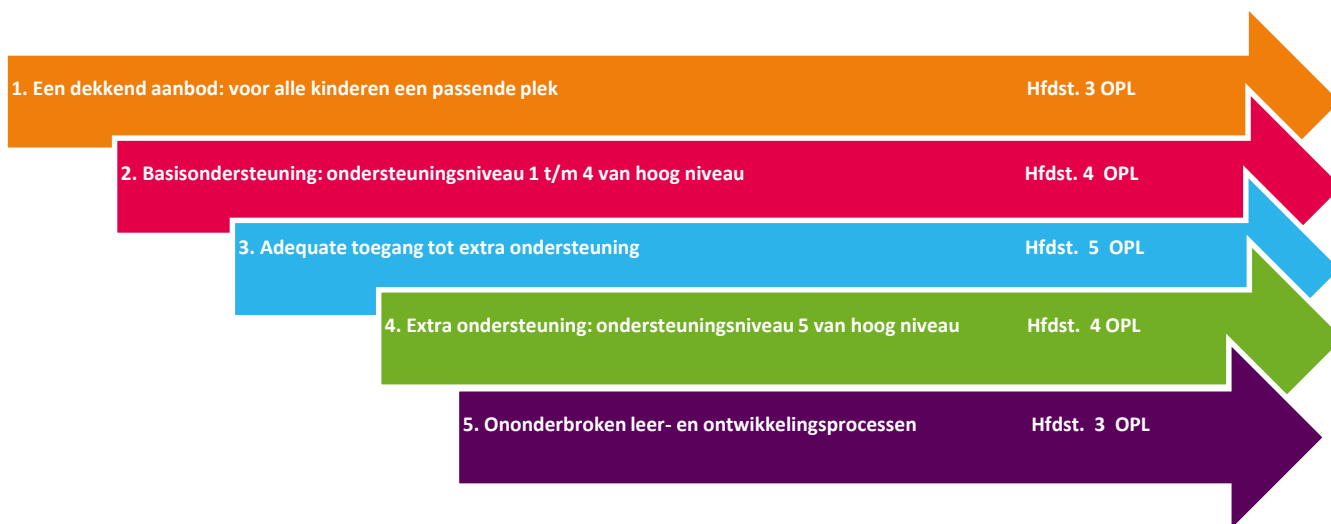 1. Een dekkend aanbod: voor alle kinderen een passende plek Hfdst. 3 OPL
2. Basisondersteuning: ondersteuningsniveau 1 t/m 4 van hoog niveau Hfdst. 4 OPL
3. Adequate toegang tot extra ondersteuning Hfdst. 5 OPL
4. Extra ondersteuning: ondersteuningsniveau 5 van hoog niveau Hfdst. 4 OPL
5. Ononderbroken leer- en ontwikkelingsprocessen Hfdst. 3 OPL